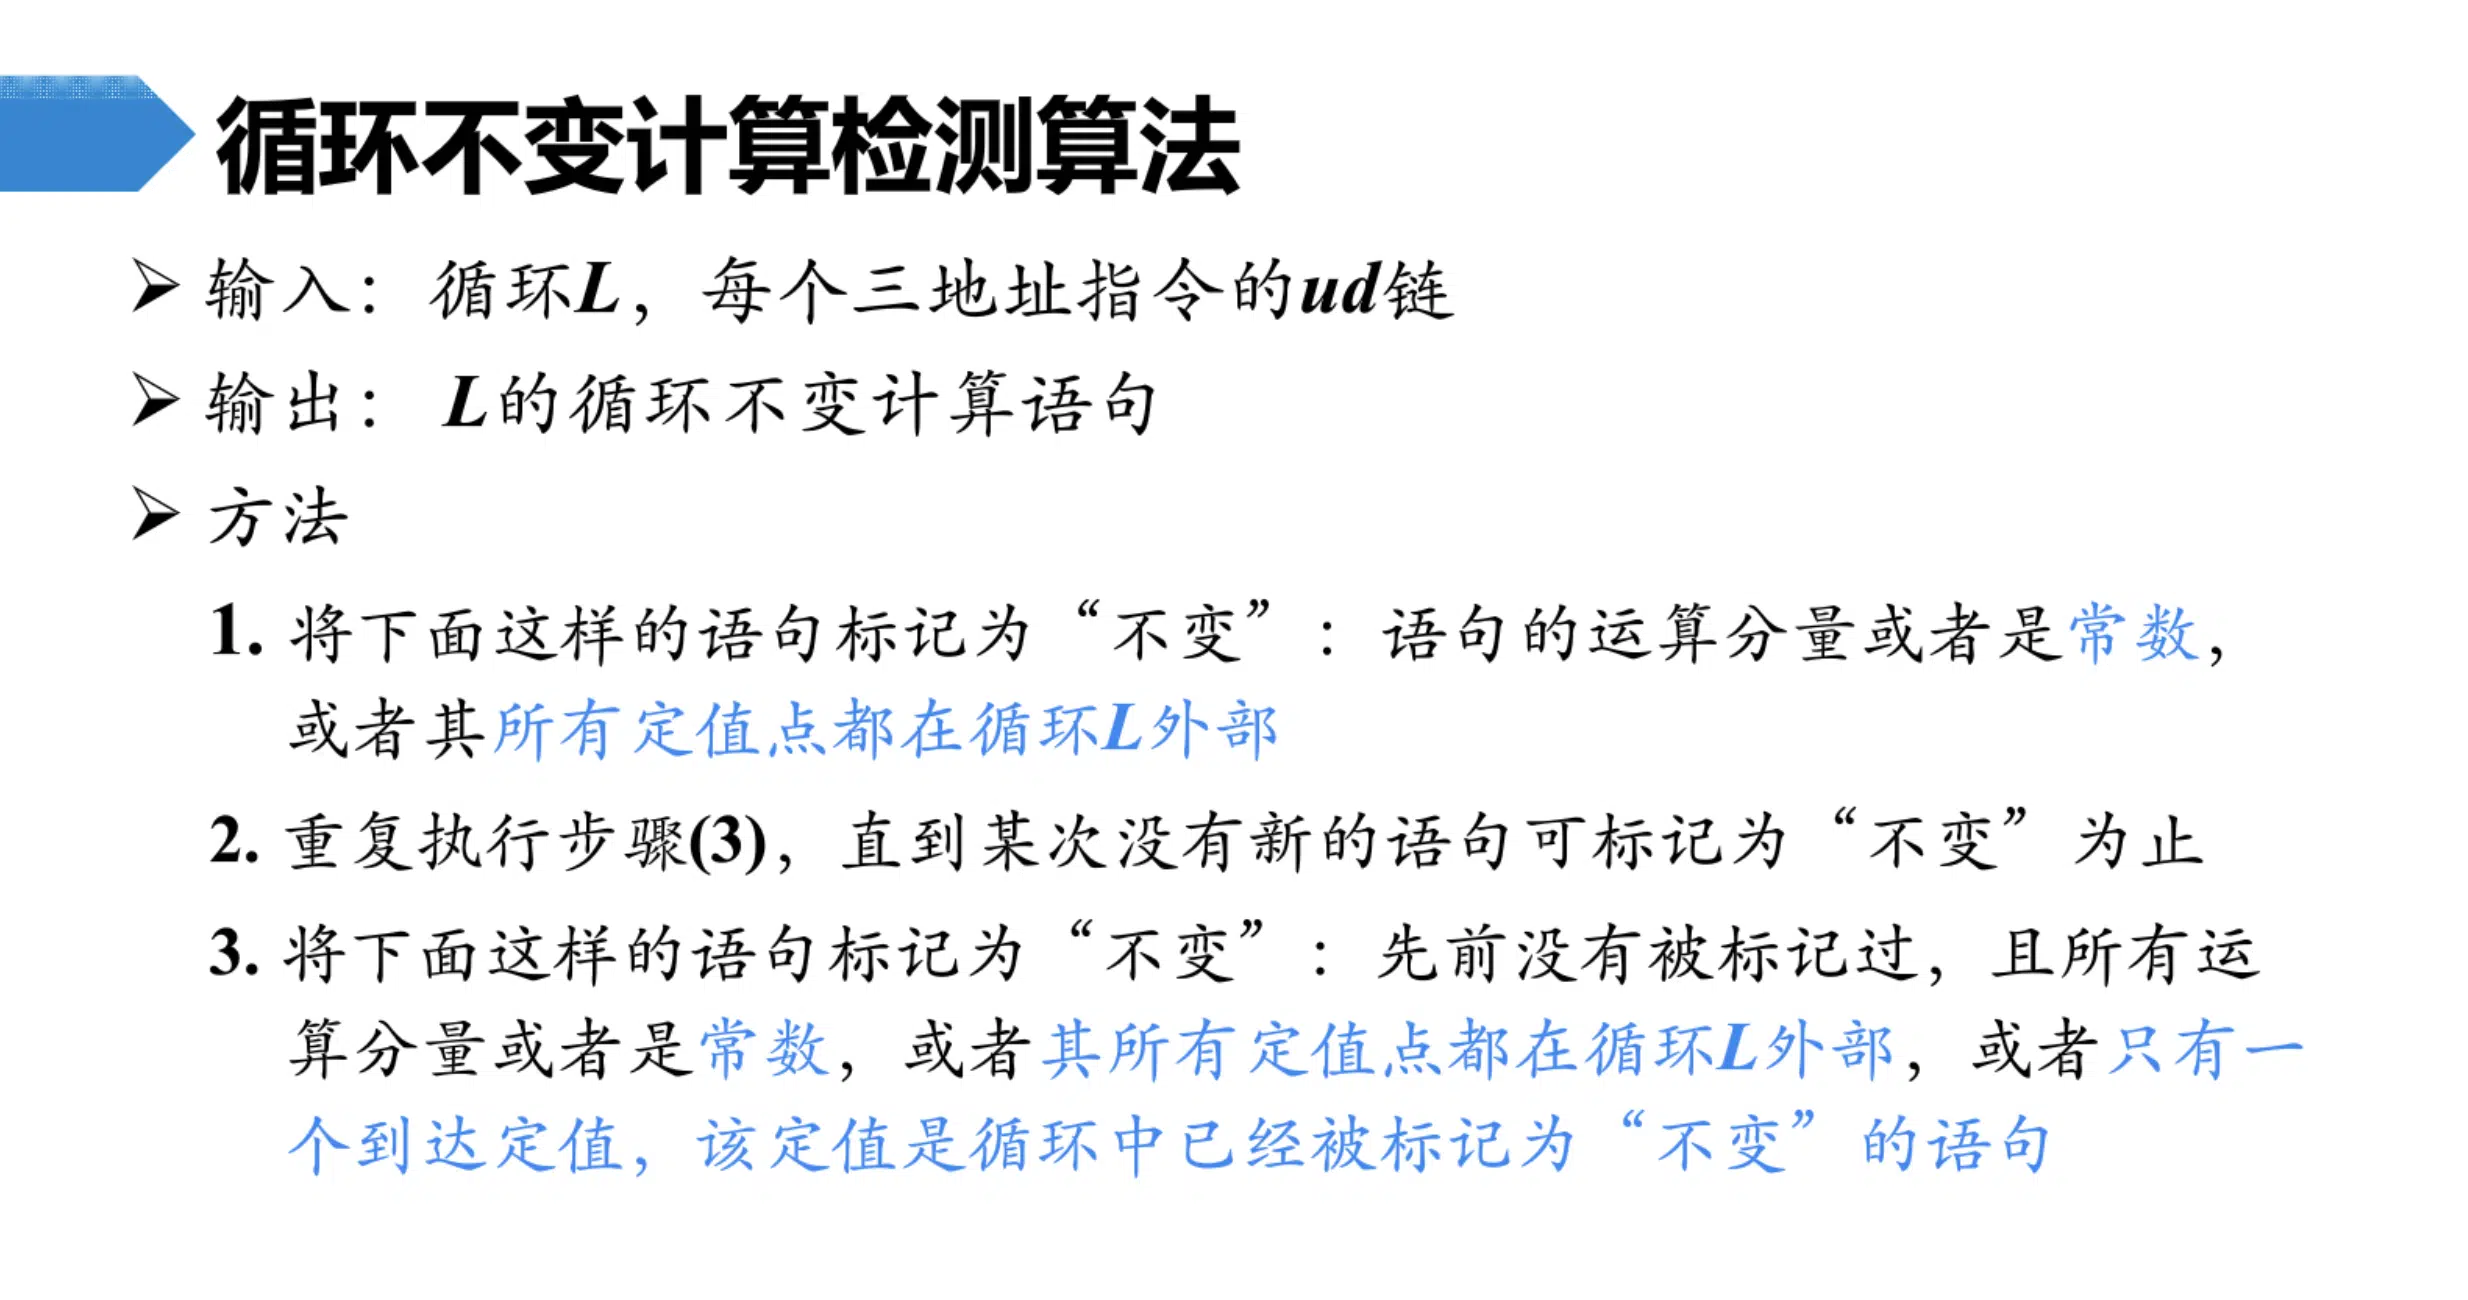 循环不变计算检测算法
➢ 输入：循环L，每个三地址指令的ud链
➢ 输出： L的循环不变计算语句
➢ 方法
1. 将下面这样的语句标记为“不变”：语句的运算分量或者是常数，
或者其所有定值点都在循环L外部
2. 重复执行步骤(3)，直到某次没有新的语句可标记为“不变”为止
3. 将下面这样的语句标记为“不变”：先前没有被标记过，且所有运
算分量或者是常数，或者其所有定值点都在循环L外部，或者只有一
个到达定值，该定值是循环中已经被标记为“不变”的语句